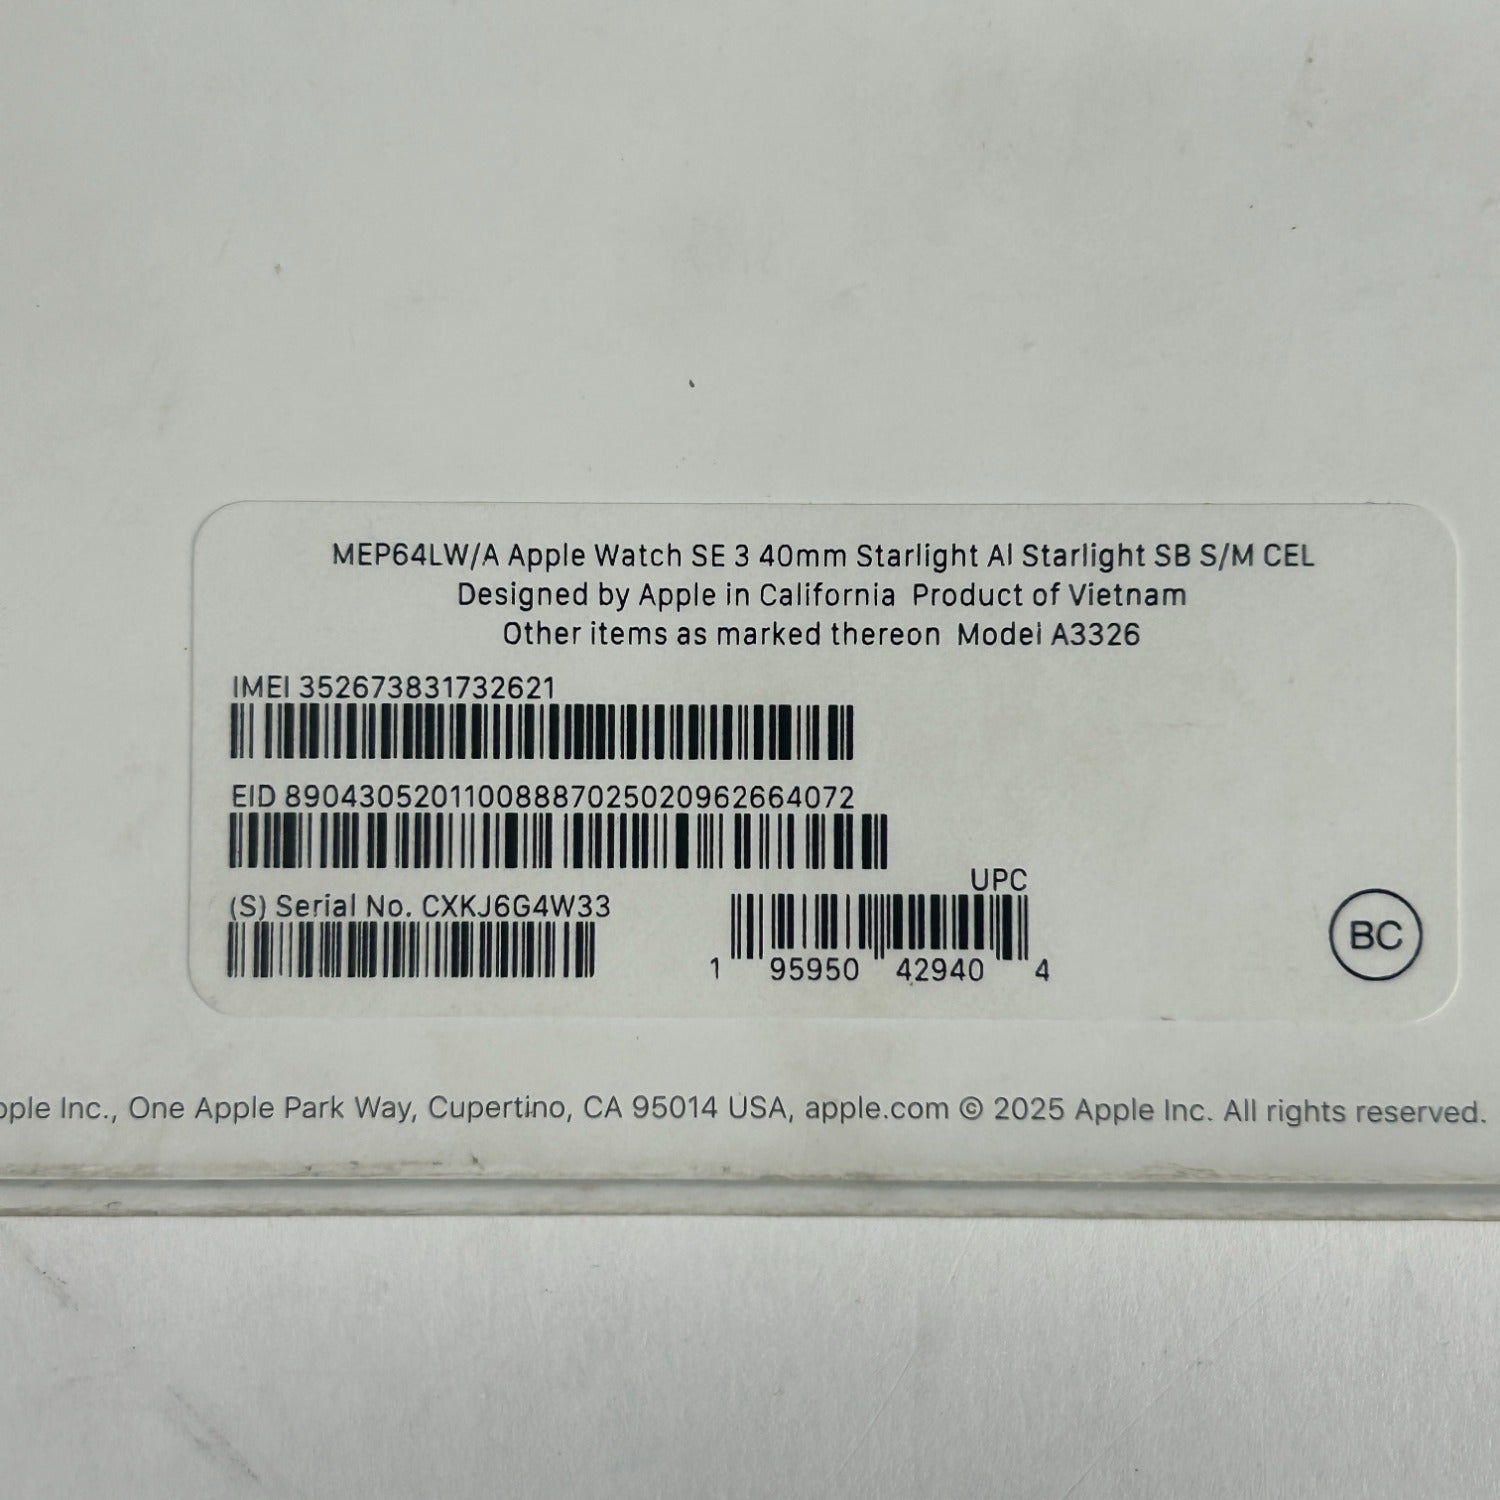 MEP64LW/A Apple Watch SE 3 40mm Starlight Al Starlight SB S/M CEL
Designed by Apple in California Product of Vietnam
Other items as marked thereon Model A3326
IMEI 352673831732621
EID 89043052011008887025020962664072
UPC
(S) Serial No. CXKJ6G4W33
1 95950 42940 4
BC
pple Inc., One Apple Park Way, Cupertino, CA 95014 USA, apple.com © 2025 Apple Inc. All rights reserved.